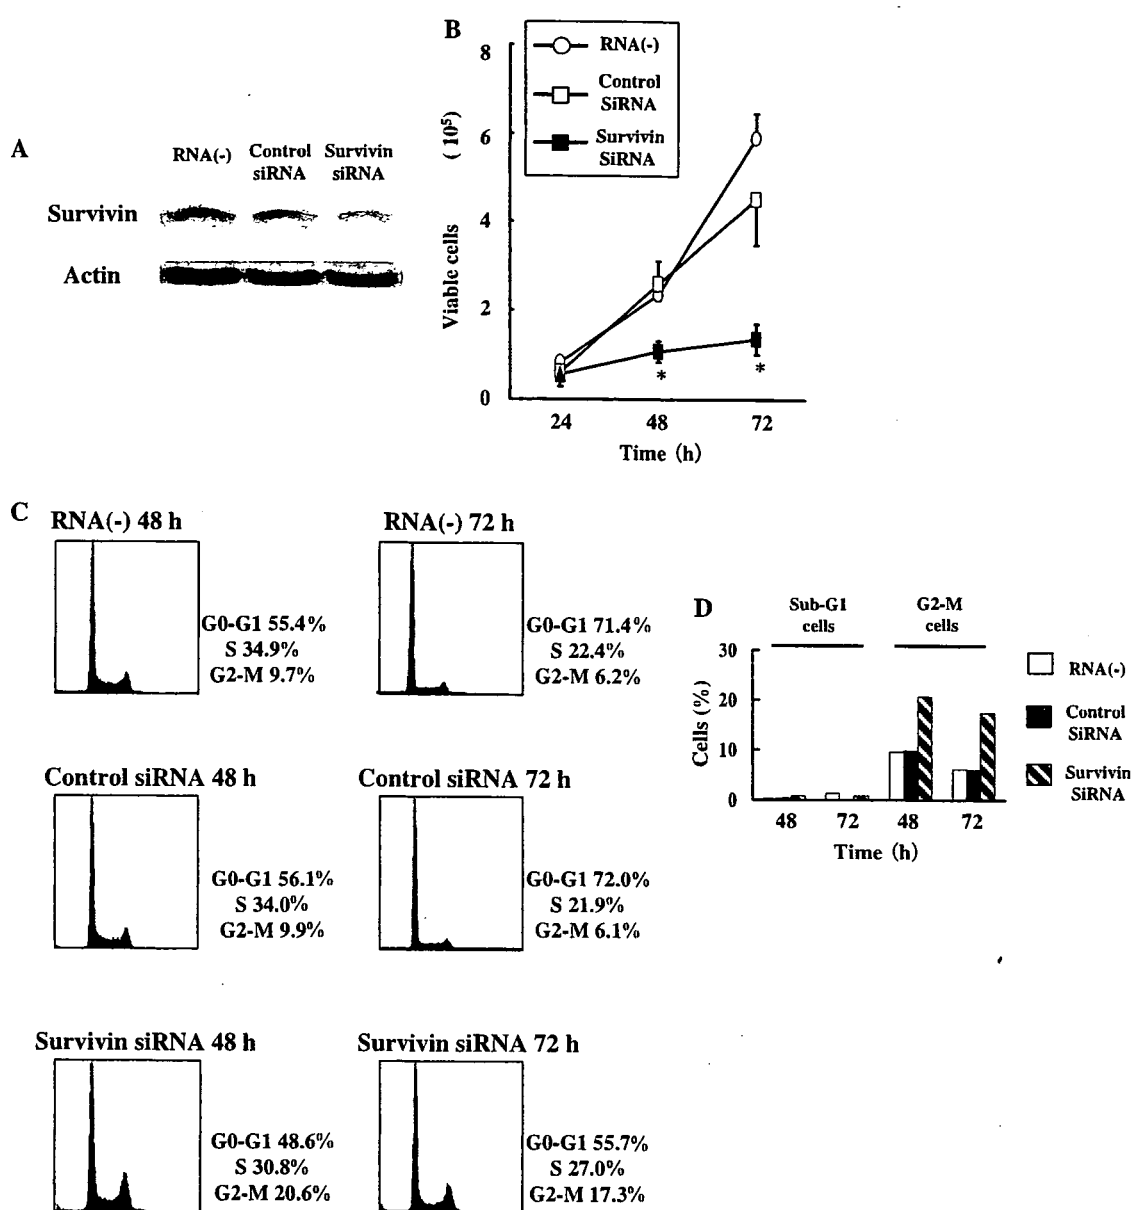 A
RNA(-)
Control
siRNA
Survivin
siRNA
Survivin
Actin
B
RNA(-)
Control
SiRNA
Survivin
SiRNA
Viable cells (10⁵)
8
6
4
2
0
*
*
24
48
72
Time (h)
C
RNA(-) 48 h
G0-G1 55.4%
S 34.9%
G2-M 9.7%
RNA(-) 72 h
G0-G1 71.4%
S 22.4%
G2-M 6.2%
Control siRNA 48 h
G0-G1 56.1%
S 34.0%
G2-M 9.9%
Control siRNA 72 h
G0-G1 72.0%
S 21.9%
G2-M 6.1%
Survivin siRNA 48 h
G0-G1 48.6%
S 30.8%
G2-M 20.6%
Survivin siRNA 72 h
G0-G1 55.7%
S 27.0%
G2-M 17.3%
D
Sub-G1
cells
G2-M
cells
Cells (%)
30
20
10
0
48
72
48
72
Time (h)
RNA(-)
Control
SiRNA
Survivin
SiRNA